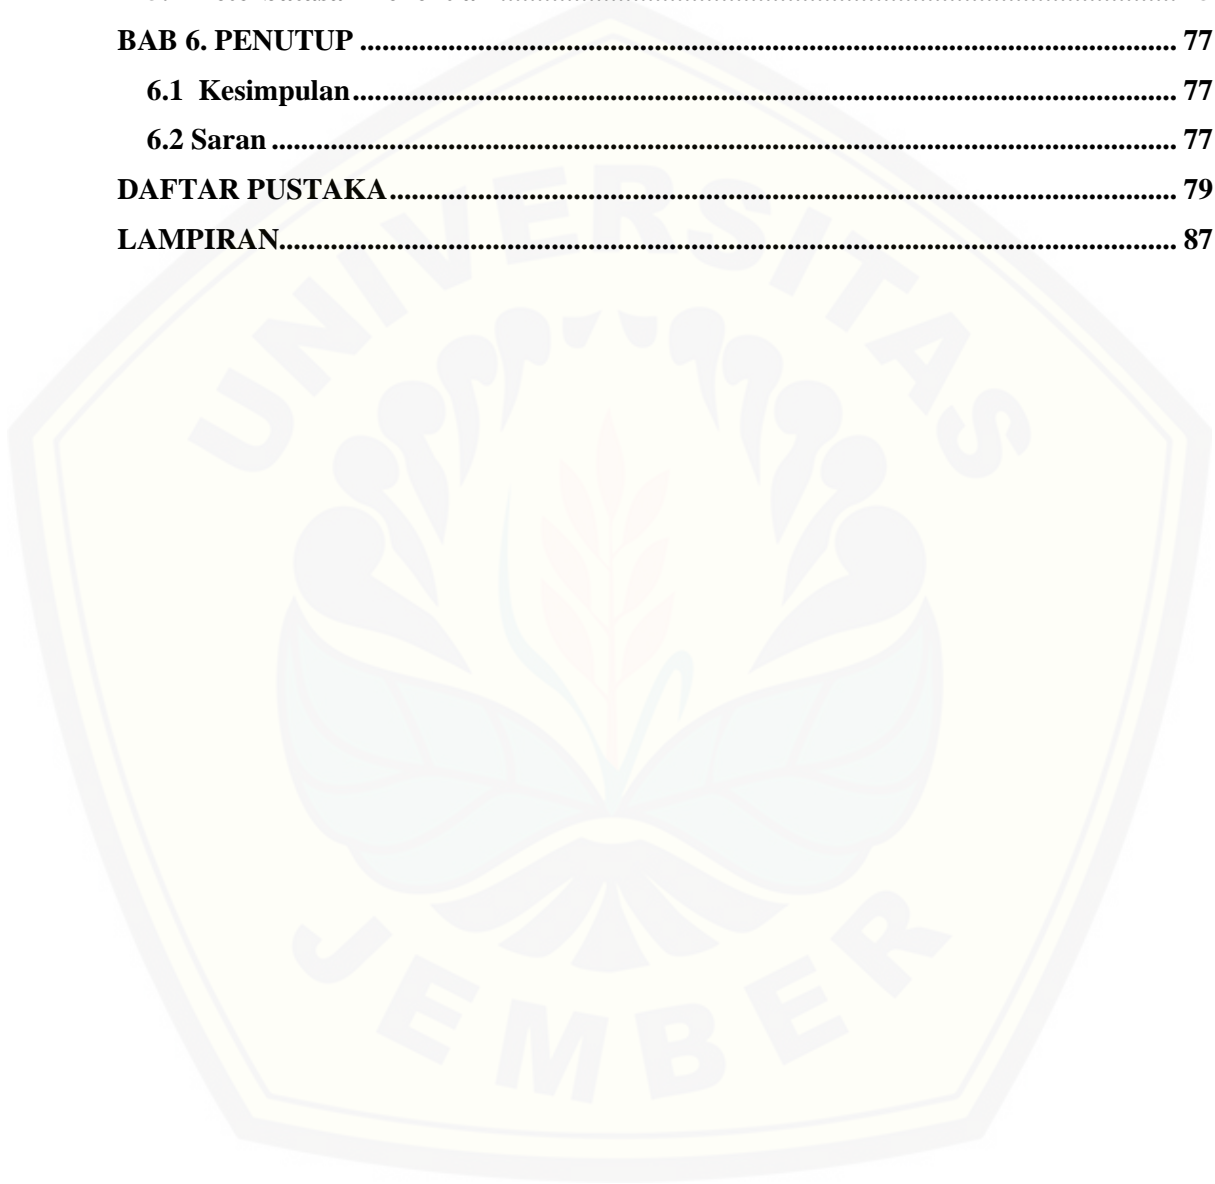 BAB 6. PENUTUP ........................................................................................................ 77
6.1 Kesimpulan......................................................................................................... 77
6.2 Saran ................................................................................................................... 77
DAFTAR PUSTAKA.................................................................................................... 79
LAMPIRAN................................................................................................................... 87
UNIVERSITAS
JEMBER